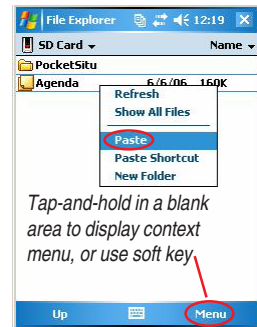 File Explorer 12:19
SD Card Name
PocketSitu
Agenda 6/6/06 160K
Refresh
Show All Files
Paste
Paste Shortcut
New Folder
Tap-and-hold in a blank
area to display context
menu, or use soft key
Up Menu